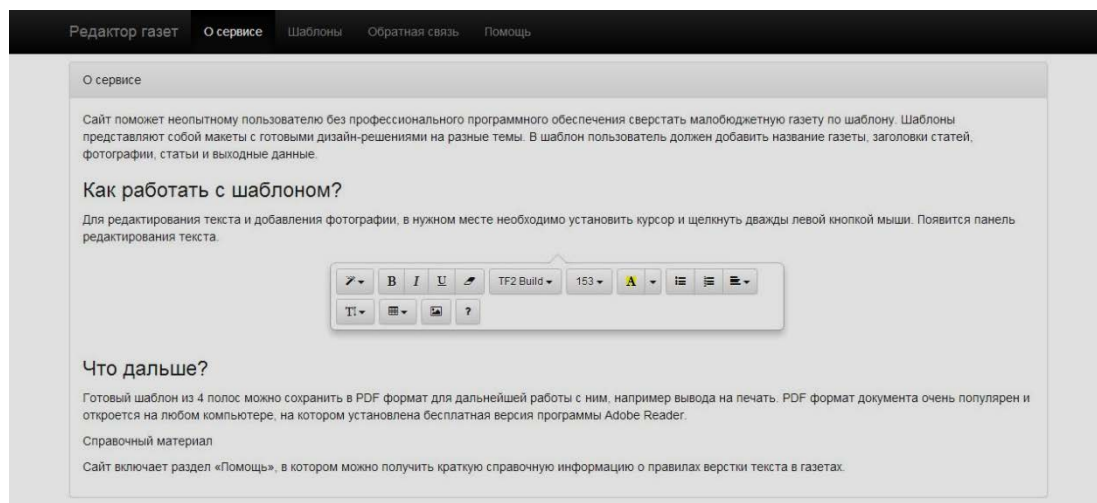 Редактор газет О сервисе Шаблоны Обратная связь Помощь
О сервисе
Сайт поможет неопытному пользователю без профессионального программного обеспечения сверстать малобюджетную газету по шаблону. Шаблоны
представляют собой макеты с готовыми дизайн-решениями на разные темы. В шаблон пользователь должен добавить название газеты, заголовки статей,
фотографии, статьи и выходные данные.
Как работать с шаблоном?
Для редактирования текста и добавления фотографии, в нужном месте необходимо установить курсор и щелкнуть дважды левой кнопкой мыши. Появится панель
редактирования текста.
B I U TF2 Build 153 A
T ?
Что дальше?
Готовый шаблон из 4 полос можно сохранить в PDF формат для дальнейшей работы с ним, например вывода на печать. PDF формат документа очень популярен и
откроется на любом компьютере, на котором установлена бесплатная версия программы Adobe Reader.
Справочный материал
Сайт включает раздел «Помощь», в котором можно получить краткую справочную информацию о правилах верстки текста в газетах.